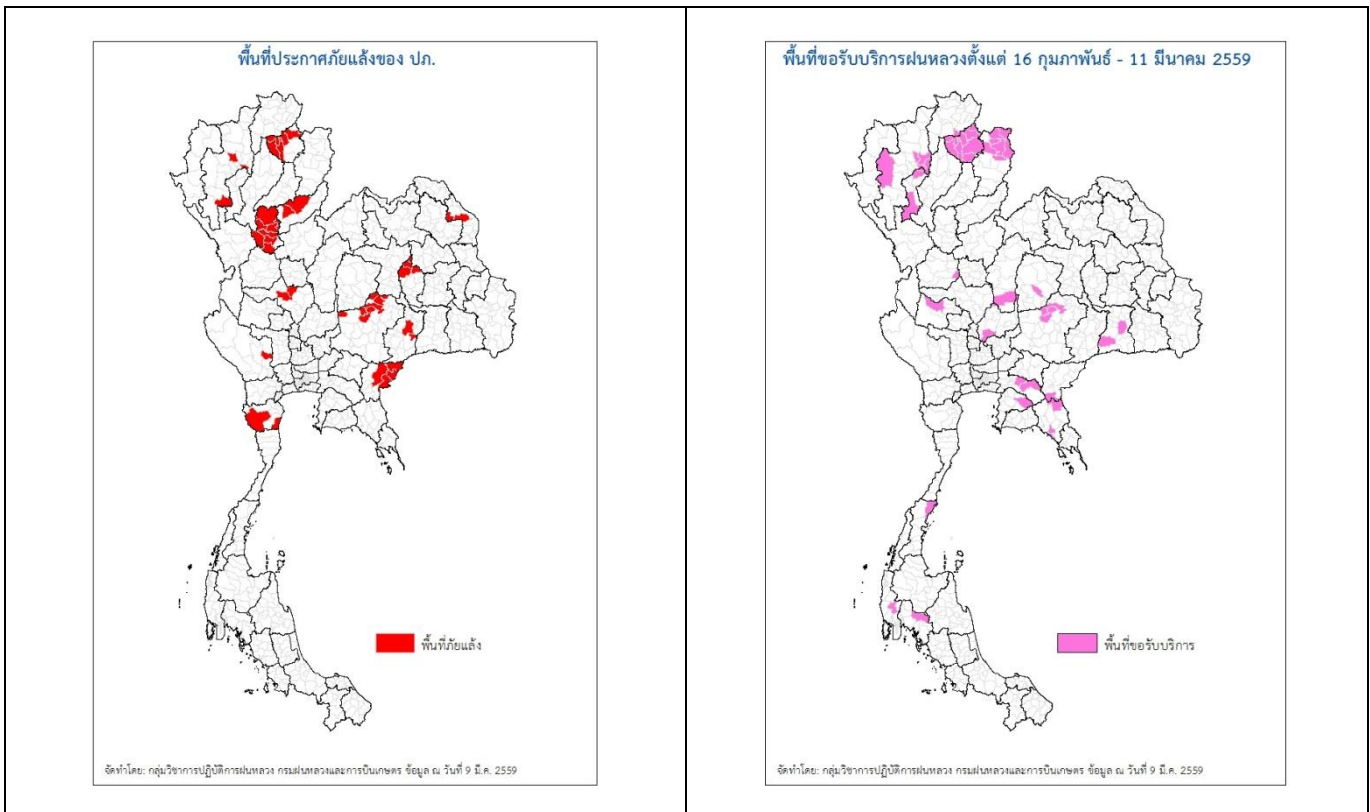 พื้นที่ประกาศภัยแล้งของ ปภ.
พื้นที่ภัยแล้ง
จัดทำโดย: กลุ่มวิชาการปฏิบัติการฝนหลวง กรมฝนหลวงและการบินเกษตร ข้อมูล ณ วันที่ 9 มี.ค. 2559
พื้นที่ขอรับบริการฝนหลวงตั้งแต่ 16 กุมภาพันธ์ - 11 มีนาคม 2559
พื้นที่ขอรับบริการ
จัดทำโดย: กลุ่มวิชาการปฏิบัติการฝนหลวง กรมฝนหลวงและการบินเกษตร ข้อมูล ณ วันที่ 9 มี.ค. 2559